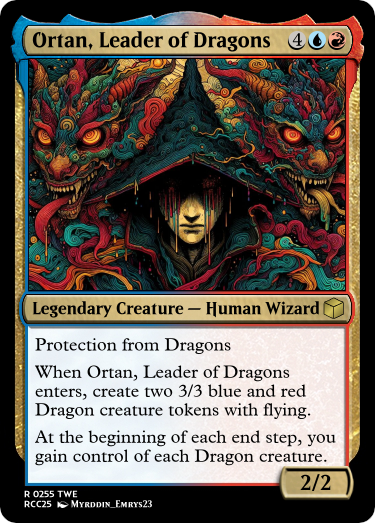 Ortan, Leader of Dragons 4
Legendary Creature — Human Wizard
Protection from Dragons
When Ortan, Leader of Dragons
enters, create two 3/3 blue and red
Dragon creature tokens with flying.
At the beginning of each end step, you
gain control of each Dragon creature.
2/2
R 0255 TWE
RCC25 Myrddin_Emrys23